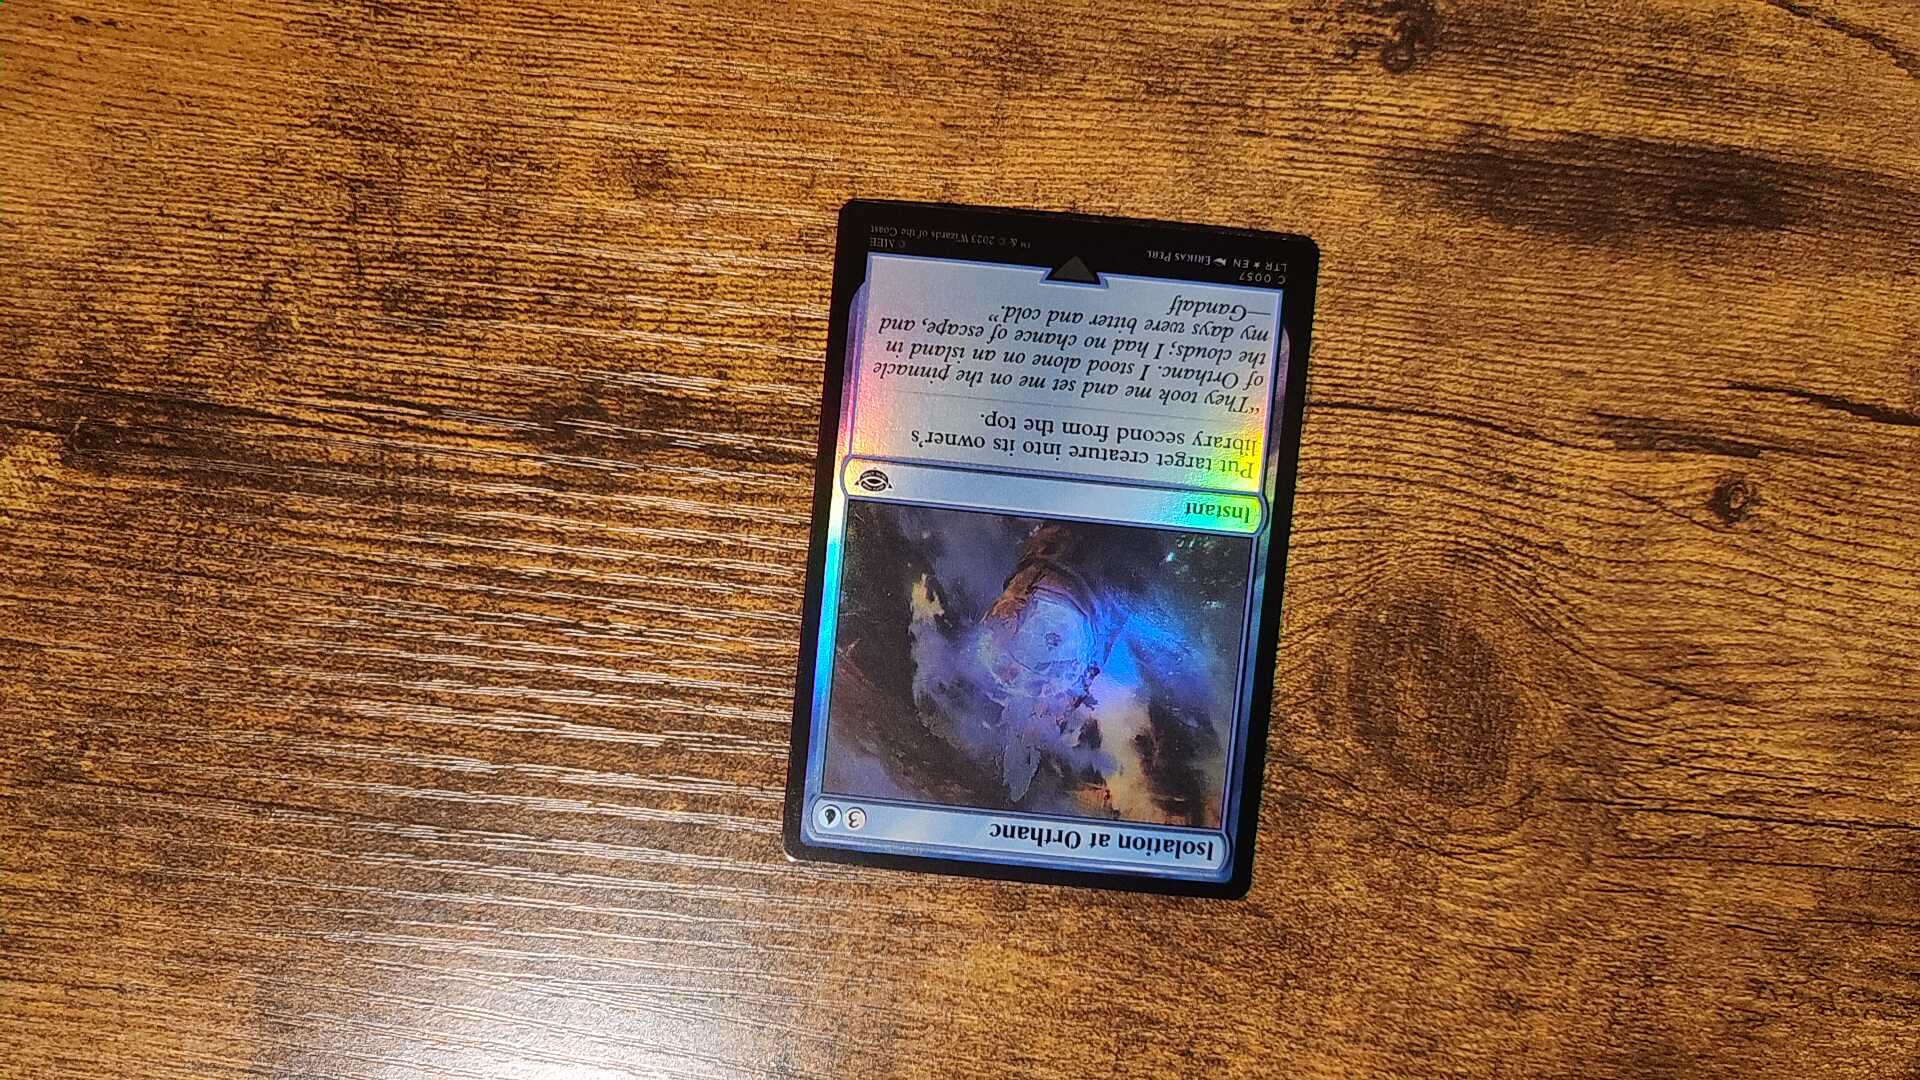 Isolation at Orthanc
3
Instant
Put target creature into its owner's
library second from the top.
"They took me and set me on the pinnacle
of Orthanc. I stood alone on an island in
the clouds; I had no chance of escape, and
my days were bitter and cold."
—Gandalf
C 0057
LTR ★ EN ERIKAS PERL
© MEE
™ & © 2023 Wizards of the Coast